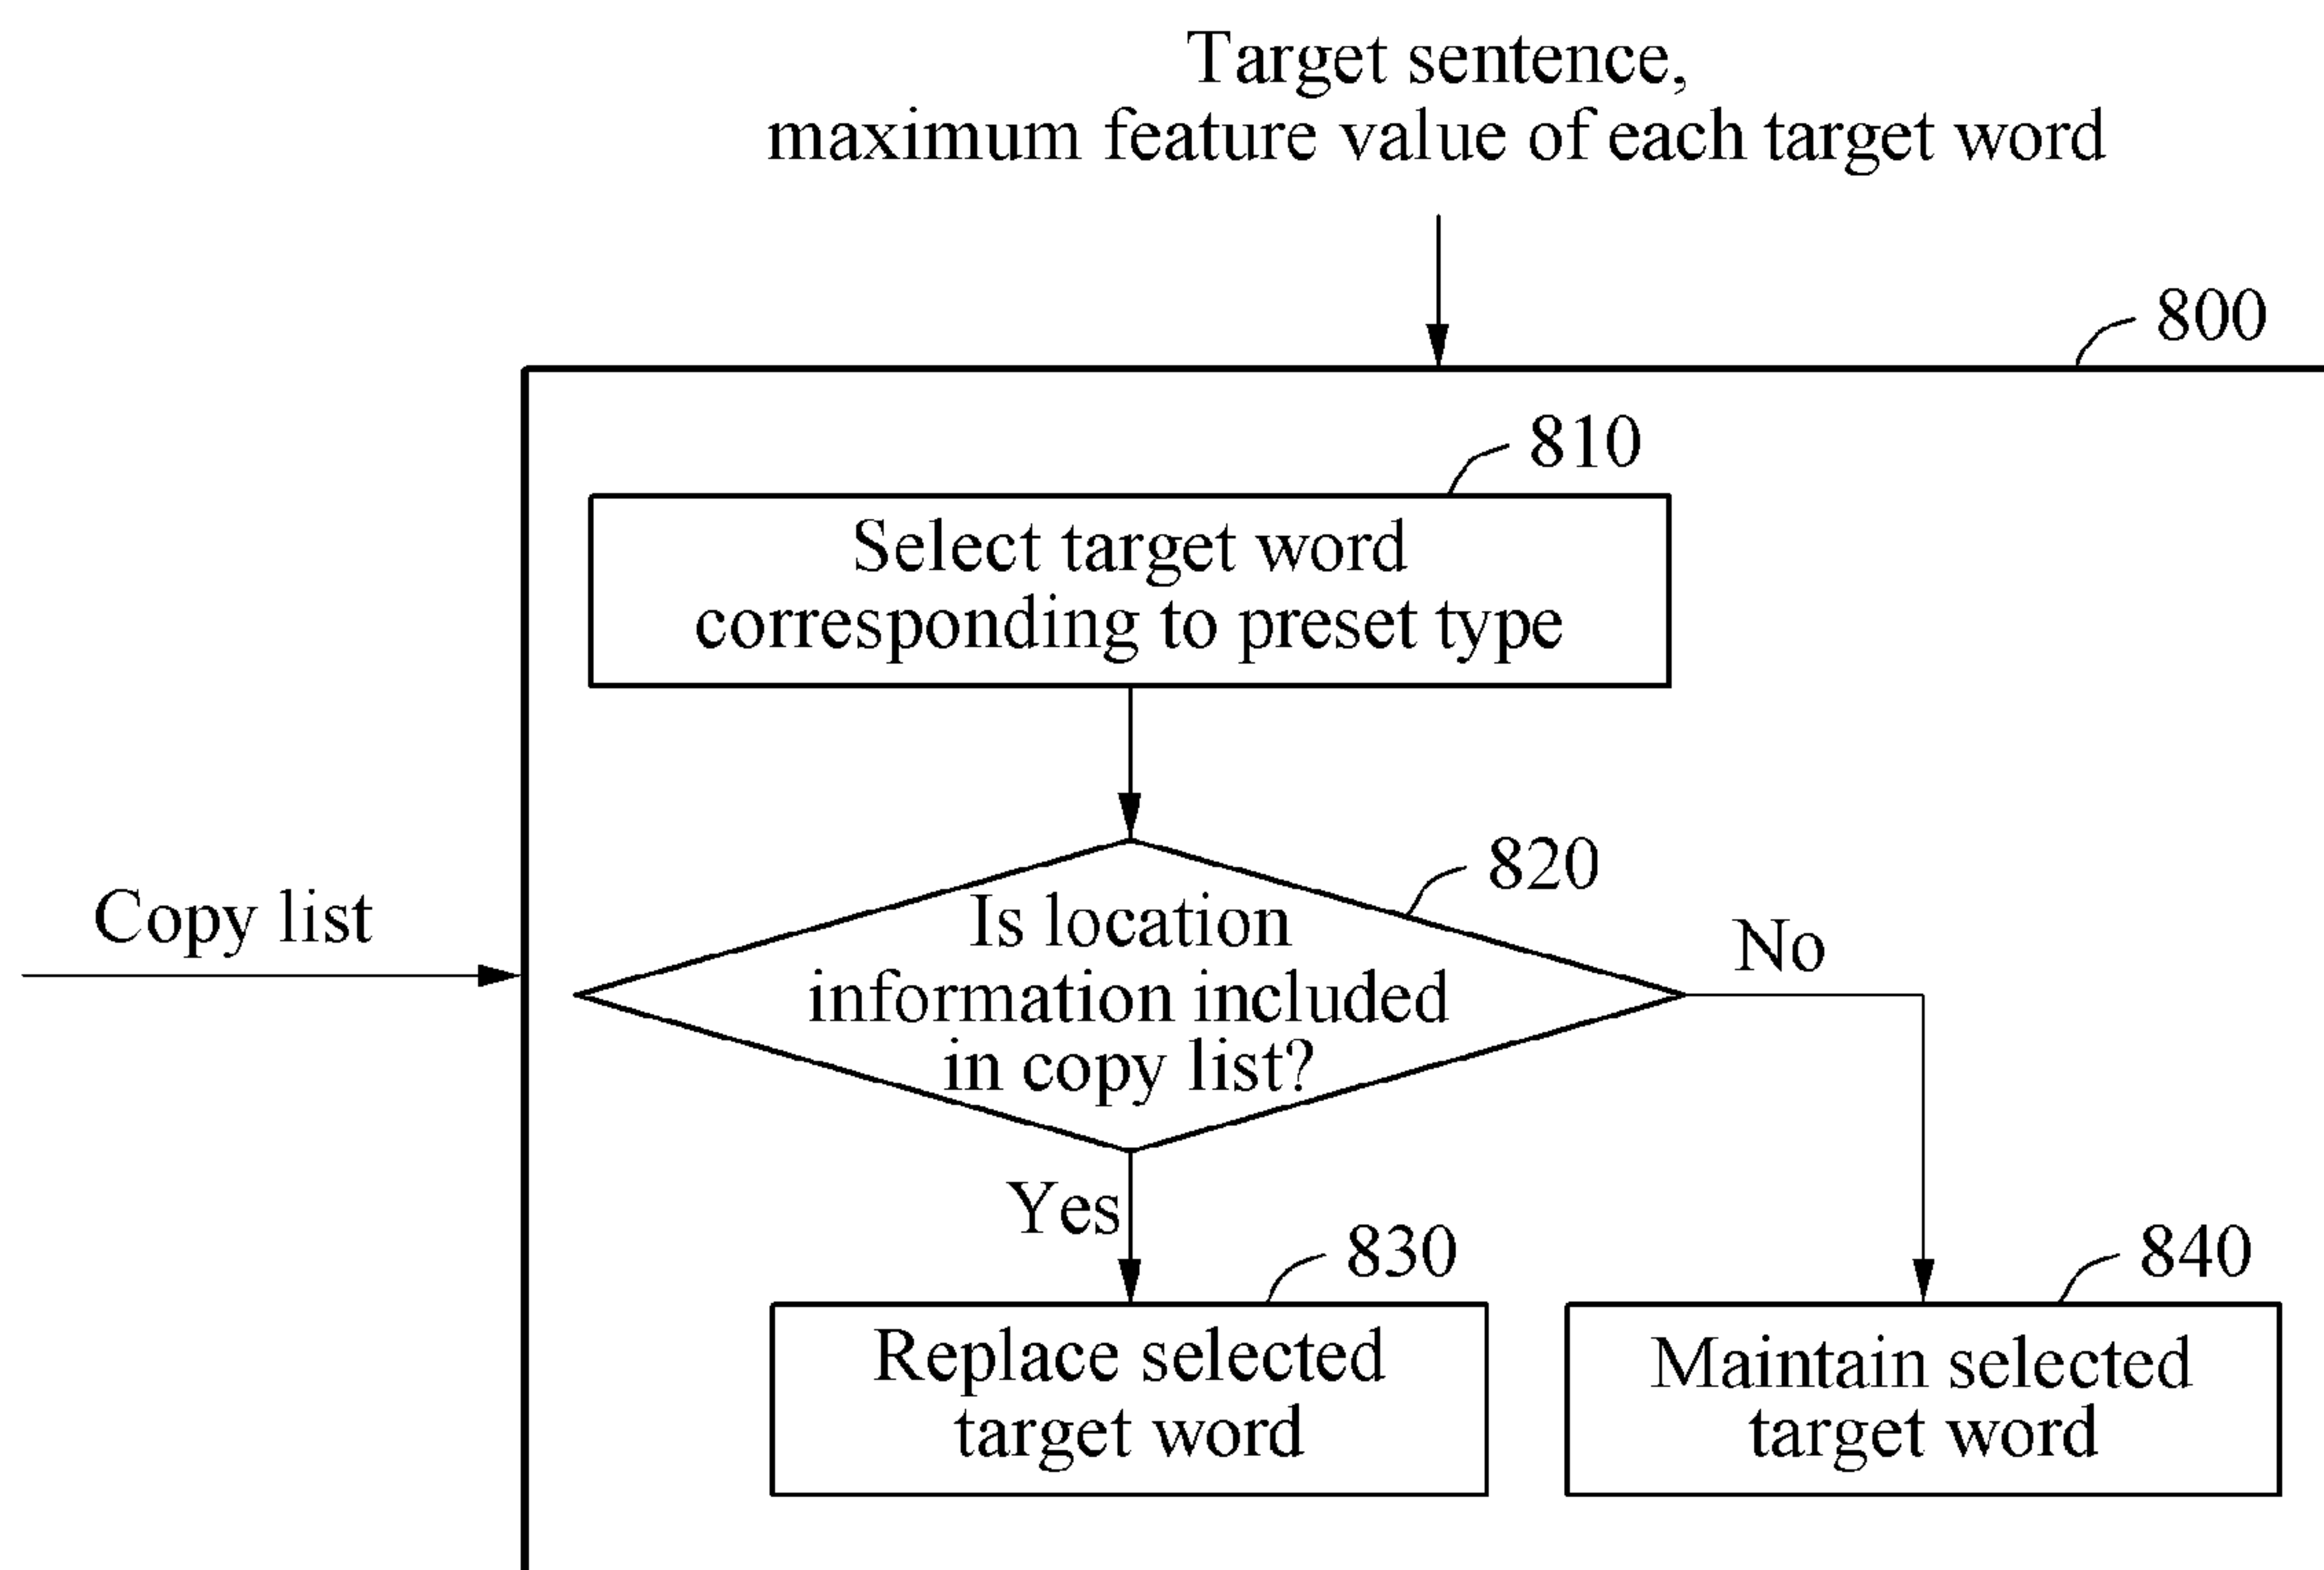 Target sentence,
maximum feature value of each target word
800
810
Select target word
corresponding to preset type
820
Copy list
Is location
information included
in copy list?
No
Yes
830
840
Replace selected
target word
Maintain selected
target word